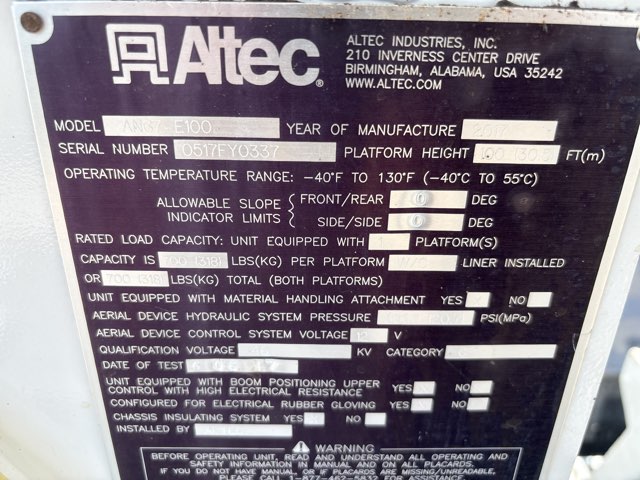 Altec®
ALTEC INDUSTRIES, INC.
210 INVERNESS CENTER DRIVE
BIRMINGHAM, ALABAMA, USA 35242
WWW.ALTEC.COM
MODEL E100 YEAR OF MANUFACTURE 2017
SERIAL NUMBER 0517FY0337 PLATFORM HEIGHT FT(m)
OPERATING TEMPERATURE RANGE: -40°F TO 130°F (-40°C TO 55°C)
ALLOWABLE SLOPE INDICATOR LIMITS
FRONT/REAR 0 DEG
SIDE/SIDE 0 DEG
RATED LOAD CAPACITY: UNIT EQUIPPED WITH 1 PLATFORM(S)
CAPACITY IS 700 (318) LBS(KG) PER PLATFORM LINER INSTALLED
OR 700 (318) LBS(KG) TOTAL (BOTH PLATFORMS)
UNIT EQUIPPED WITH MATERIAL HANDLING ATTACHMENT YES X NO
AERIAL DEVICE HYDRAULIC SYSTEM PRESSURE PSI(MPa)
AERIAL DEVICE CONTROL SYSTEM VOLTAGE 12 V
QUALIFICATION VOLTAGE 46 KV CATEGORY
DATE OF TEST
UNIT EQUIPPED WITH BOOM POSITIONING UPPER
CONTROL WITH HIGH ELECTRICAL RESISTANCE YES X NO
CONFIGURED FOR ELECTRICAL RUBBER GLOVING YES X NO
CHASSIS INSULATING SYSTEM YES X NO
INSTALLED BY
WARNING
BEFORE OPERATING UNIT, READ AND UNDERSTAND ALL OPERATING AND
SAFETY INFORMATION IN MANUAL AND ON ALL PLACARDS.
IF YOU DO NOT HAVE MANUAL, OR IF PLACARDS ARE MISSING/UNREADABLE,
1-877-462-5832 FOR ASSISTANCE